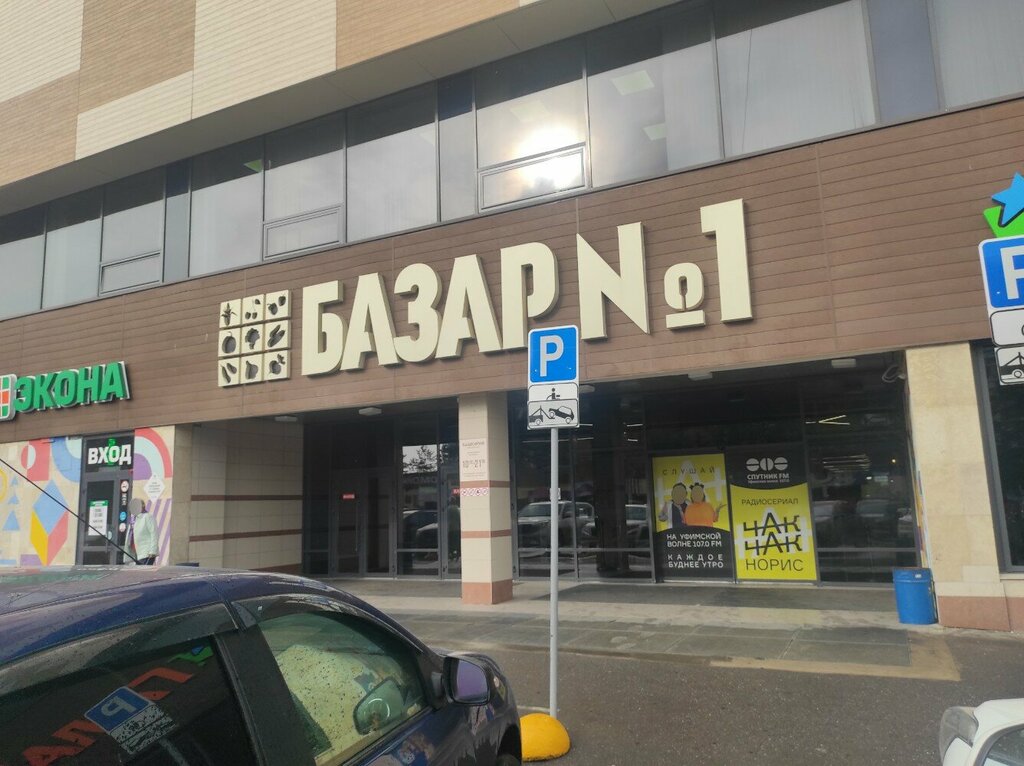 БАЗАР №1
ЭКОНА
ВХОД
P
P
СЛУШАЙ
НА УФИМСКОЙ
ВОЛНЕ 107.0 FM
КАЖДОЕ
БУДНЕЕ УТРО
СПУТНИК FM
РАДИОСЕРИАЛ
ЧАК
ЧАК
НОРИС